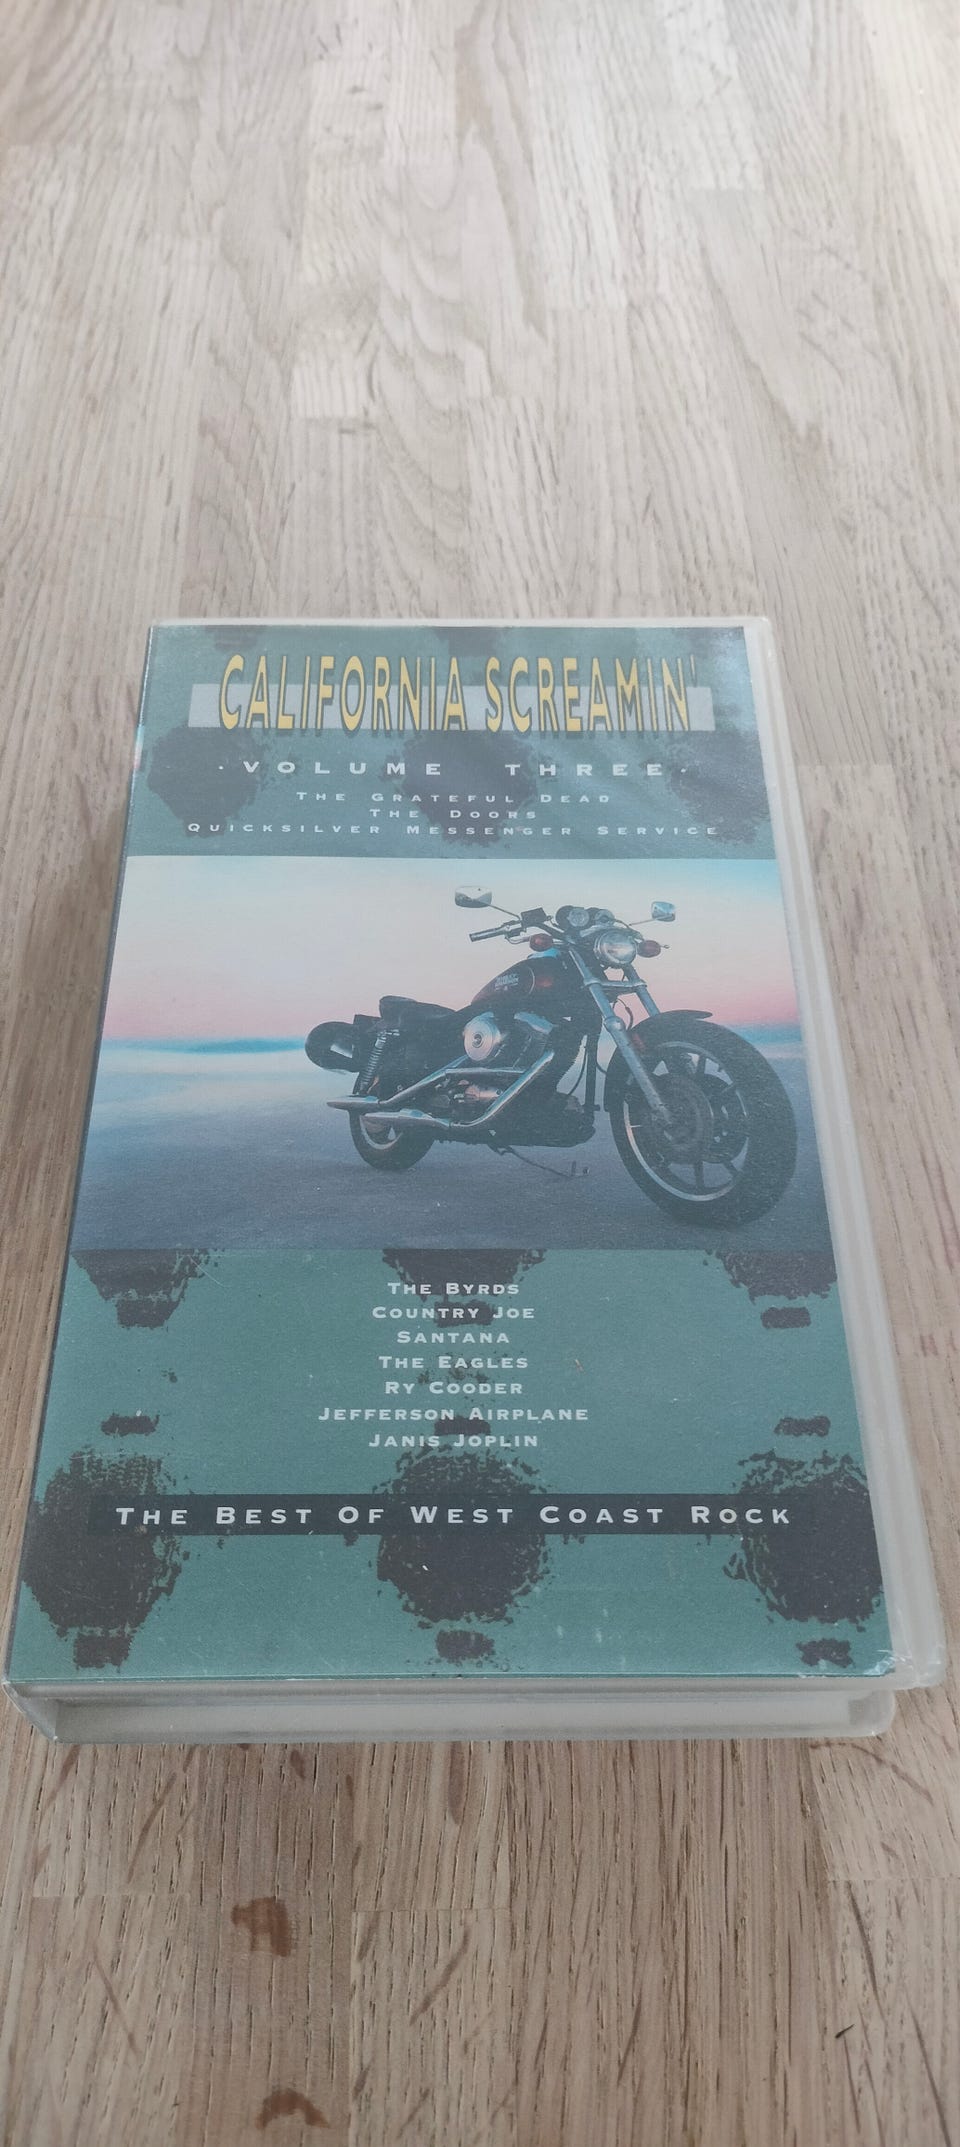 CALIFORNIA SCREAMIN'
·VOLUME THREE·
THE GRATEFUL DEAD
THE DOORS
QUICKSILVER MESSENGER SERVICE
THE BYRDS
COUNTRY JOE
SANTANA
THE EAGLES
RY COODER
JEFFERSON AIRPLANE
JANIS JOPLIN
THE BEST OF WEST COAST ROCK